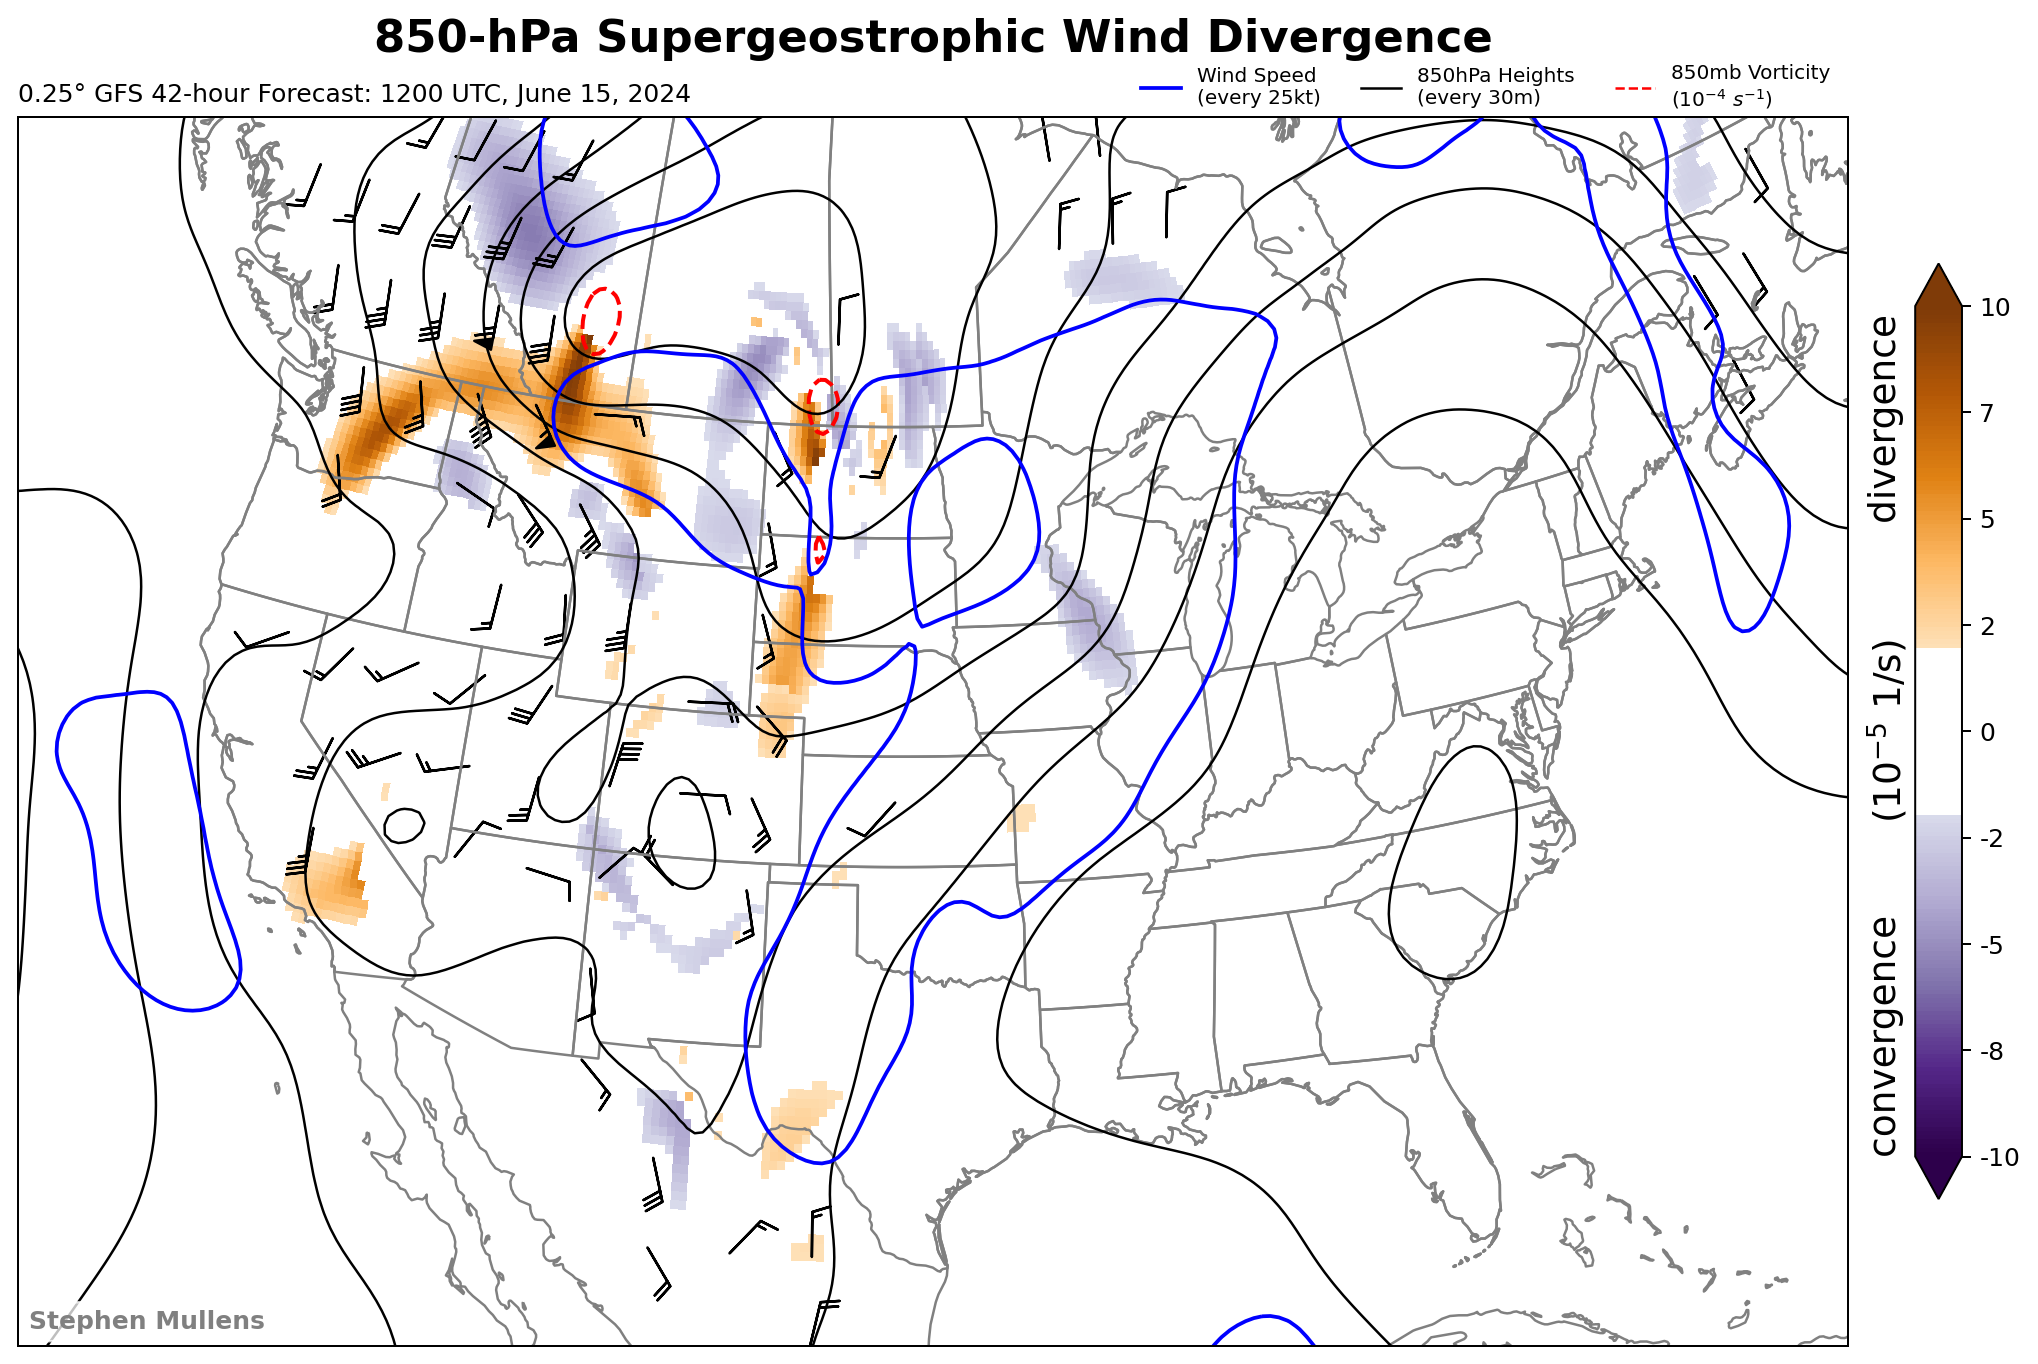 850-hPa Supergeostrophic Wind Divergence
0.25° GFS 42-hour Forecast: 1200 UTC, June 15, 2024
Wind Speed
(every 25kt)
850hPa Heights
(every 30m)
850mb Vorticity
(10⁻⁴ s⁻¹)
10
7
5
2
0
-2
-5
-8
-10
convergence (10⁻⁵ 1/s) divergence
Stephen Mullens